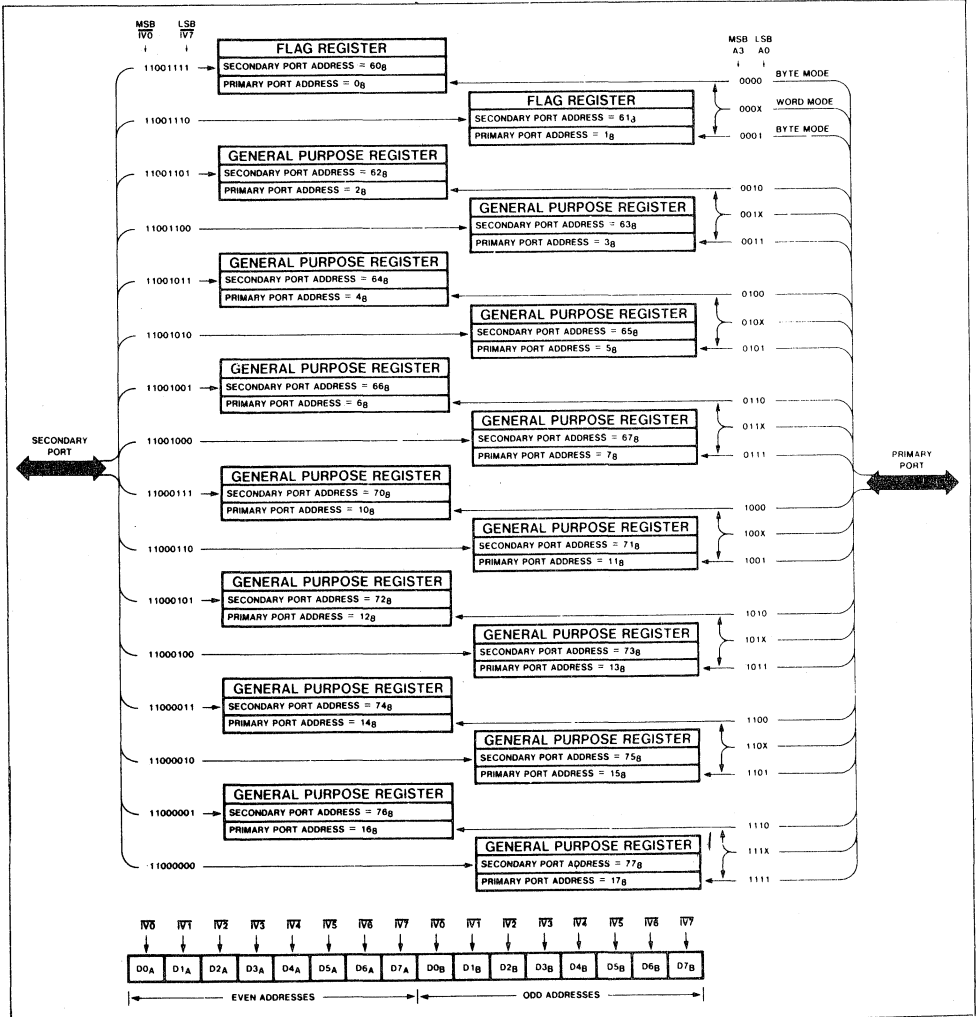 MSB LSB
IV0 IV7
MSB LSB
A3 A0
FLAG REGISTER
11001111 SECONDARY PORT ADDRESS = 60₈
PRIMARY PORT ADDRESS = 0₈ 0000 BYTE MODE
FLAG REGISTER 000X WORD MODE
11001110 SECONDARY PORT ADDRESS = 61₈
PRIMARY PORT ADDRESS = 1₈ 0001 BYTE MODE
GENERAL PURPOSE REGISTER
11001101 SECONDARY PORT ADDRESS = 62₈
PRIMARY PORT ADDRESS = 2₈ 0010
GENERAL PURPOSE REGISTER 001X
11001100 SECONDARY PORT ADDRESS = 63₈
PRIMARY PORT ADDRESS = 3₈ 0011
GENERAL PURPOSE REGISTER
11001011 SECONDARY PORT ADDRESS = 64₈
PRIMARY PORT ADDRESS = 4₈ 0100
GENERAL PURPOSE REGISTER 010X
11001010 SECONDARY PORT ADDRESS = 65₈
PRIMARY PORT ADDRESS = 5₈ 0101
GENERAL PURPOSE REGISTER
11001001 SECONDARY PORT ADDRESS = 66₈
PRIMARY PORT ADDRESS = 6₈ 0110
GENERAL PURPOSE REGISTER 011X
11001000 SECONDARY PORT ADDRESS = 67₈
PRIMARY PORT ADDRESS = 7₈ 0111
SECONDARY
PORT
PRIMARY
PORT
GENERAL PURPOSE REGISTER
11000111 SECONDARY PORT ADDRESS = 70₈
PRIMARY PORT ADDRESS = 10₈ 1000
GENERAL PURPOSE REGISTER 100X
11000110 SECONDARY PORT ADDRESS = 71₈
PRIMARY PORT ADDRESS = 11₈ 1001
GENERAL PURPOSE REGISTER
11000101 SECONDARY PORT ADDRESS = 72₈
PRIMARY PORT ADDRESS = 12₈ 1010
GENERAL PURPOSE REGISTER 101X
11000100 SECONDARY PORT ADDRESS = 73₈
PRIMARY PORT ADDRESS = 13₈ 1011
GENERAL PURPOSE REGISTER
11000011 SECONDARY PORT ADDRESS = 74₈
PRIMARY PORT ADDRESS = 14₈ 1100
GENERAL PURPOSE REGISTER 110X
11000010 SECONDARY PORT ADDRESS = 75₈
PRIMARY PORT ADDRESS = 15₈ 1101
GENERAL PURPOSE REGISTER
11000001 SECONDARY PORT ADDRESS = 76₈
PRIMARY PORT ADDRESS = 16₈ 1110
GENERAL PURPOSE REGISTER 111X
11000000 SECONDARY PORT ADDRESS = 77₈
PRIMARY PORT ADDRESS = 17₈ 1111
IV0 IV1 IV2 IV3 IV4 IV5 IV6 IV7 IV0 IV1 IV2 IV3 IV4 IV5 IV6 IV7
D0A D1A D2A D3A D4A D5A D6A D7A D0B D1B D2B D3B D4B D5B D6B D7B
EVEN ADDRESSES ODD ADDRESSES